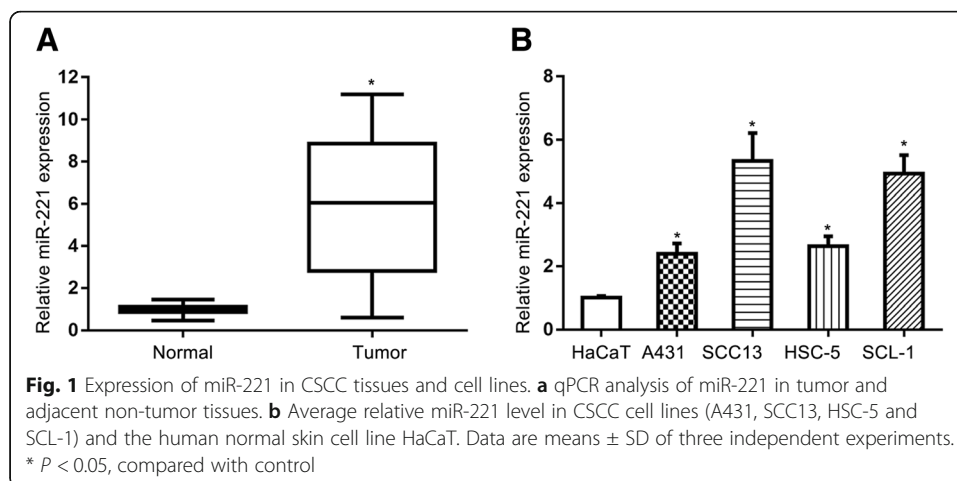 A
B
*
12
10
8
6
4
2
0
Relative miR-221 expression
Normal
Tumor
8
6
4
2
0
Relative miR-221 expression
*
*
*
*
HaCaT
A431
SCC13
HSC-5
SCL-1
Fig. 1 Expression of miR-221 in CSCC tissues and cell lines. a qPCR analysis of miR-221 in tumor and
adjacent non-tumor tissues. b Average relative miR-221 level in CSCC cell lines (A431, SCC13, HSC-5 and
SCL-1) and the human normal skin cell line HaCaT. Data are means ± SD of three independent experiments.
* P < 0.05, compared with control